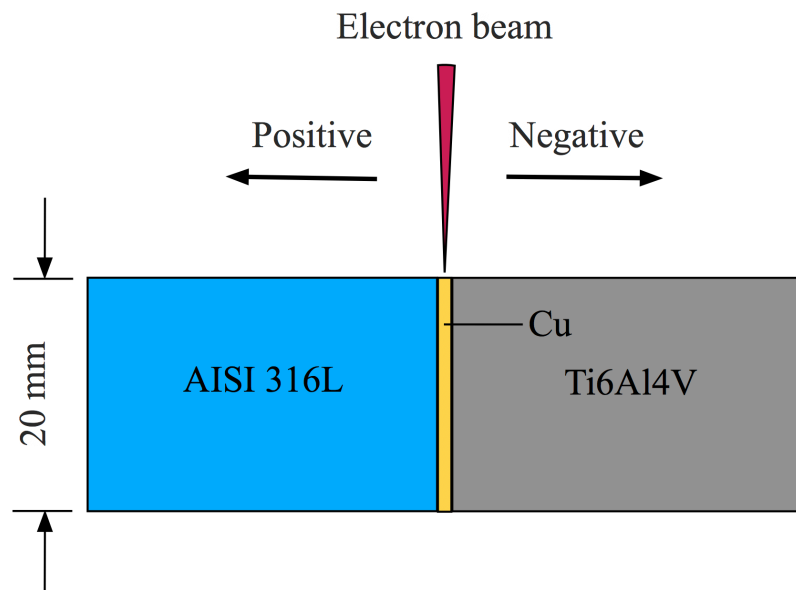 Electron beam
Positive
Negative
Cu
AISI 316L
Ti6Al4V
20 mm